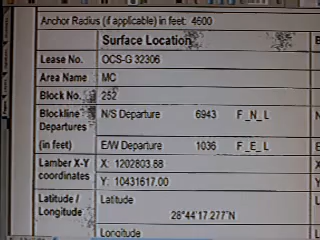 Anchor Radius (if applicable) in feet: 4600
Surface Location
Lease No. OCS-G 32306
Area Name MC
Block No. 252
Blockline Departures N/S Departure 6943 F_N_L
(in feet) E/W Departure 1036 F_E_L
Lamber X-Y coordinates X: 1202803.88
Y: 10431617.00
Latitude / Longitude Latitude
28°44'17.277"N
Longitude